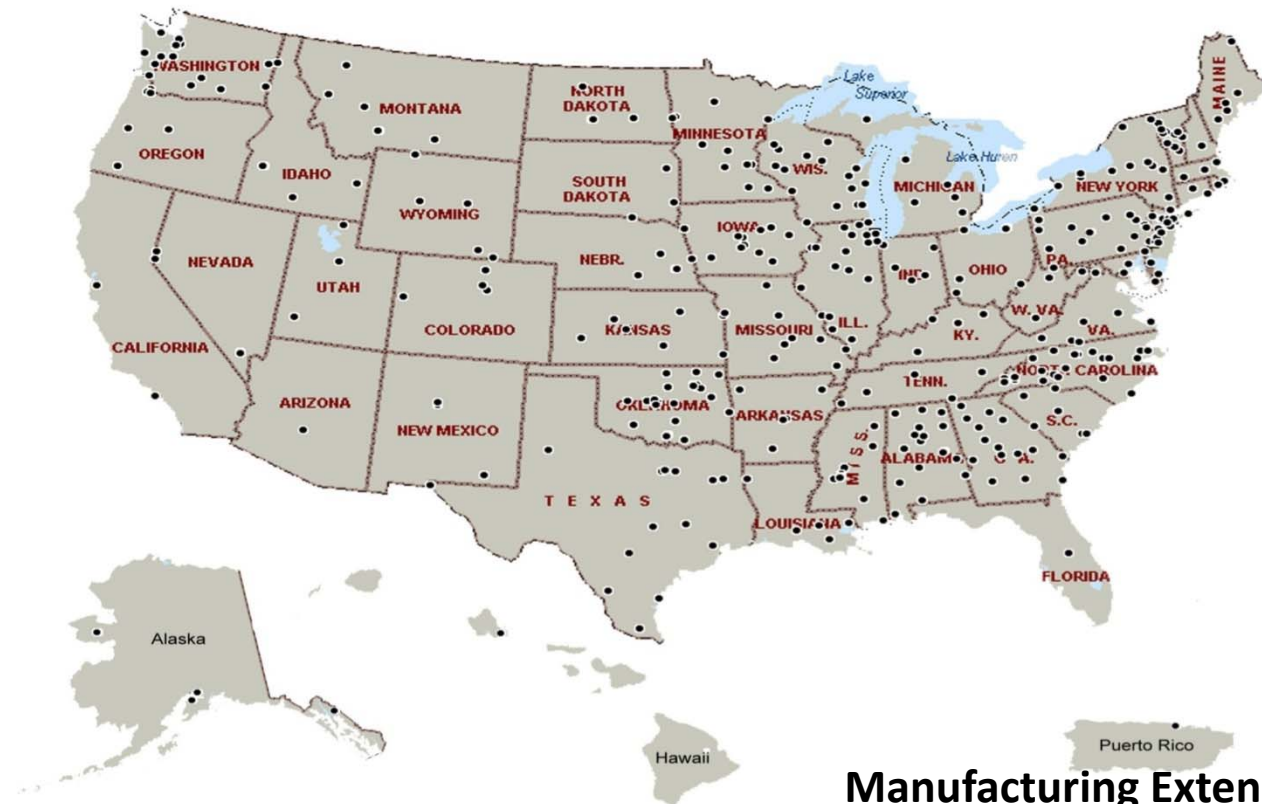 WASHINGTON
MONTANA
NORTH
DAKOTA
MINNESOTA
Lake
Superior
MAINE
OREGON
IDAHO
SOUTH
DAKOTA
WIS.
Lake Huron
MICHIGAN
NEW YORK
WYOMING
IOWA
NEVADA
UTAH
NEBR.
OHIO
PA.
IND.
COLORADO
KANSAS
MISSOURI
ILL.
W. VA.
VA.
KY.
CALIFORNIA
TENN.
NORTH CAROLINA
ARIZONA
NEW MEXICO
OKLAHOMA
ARKANSAS
S.C.
MISS.
ALABAMA
GA.
TEXAS
LOUISIANA
FLORIDA
Alaska
Hawaii
Puerto Rico
Manufacturing Exten